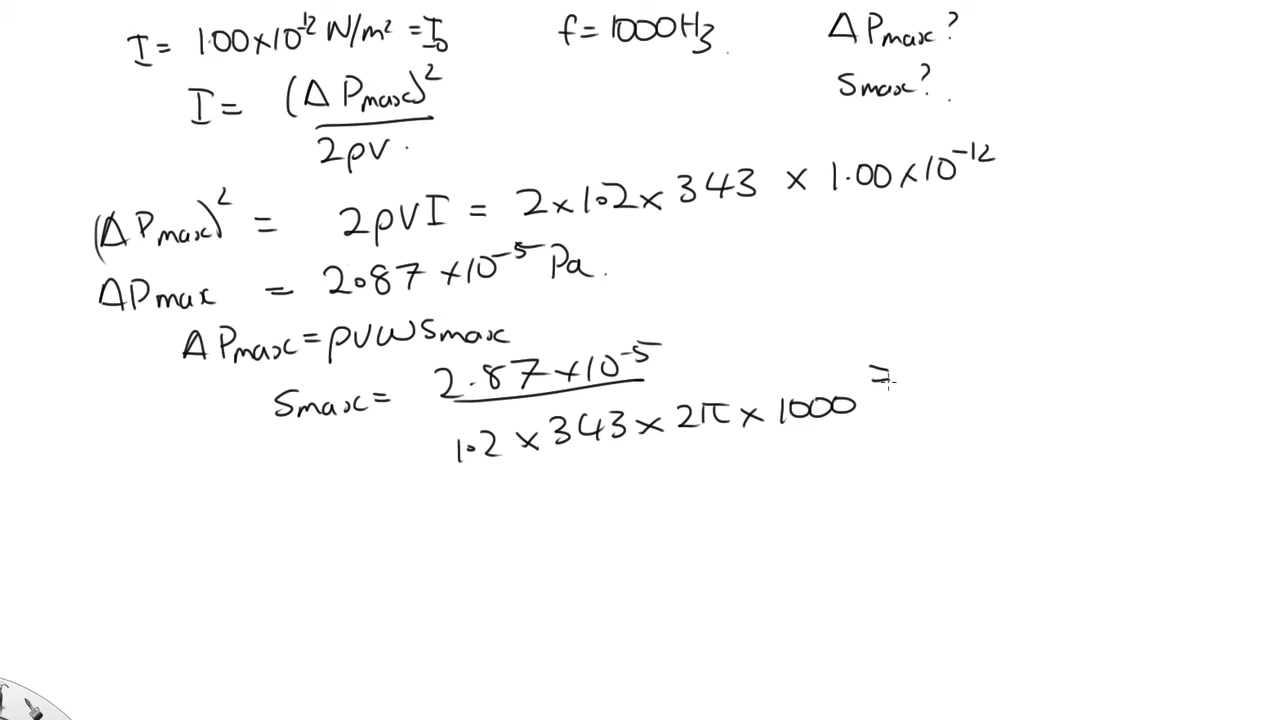 I = 1.00×10⁻¹² W/m² = I₀ f = 1000Hz. ΔPmax?
I = (ΔPmax)² / 2ρv. Smax?.
(ΔPmax)² = 2ρVI = 2×1.2×343 × 1.00×10⁻¹²
ΔPmax = 2.87×10⁻⁵ Pa.
ΔPmax = ρvωSmax
Smax = 2.87×10⁻⁵ / 1.2×343×2π×1000 =